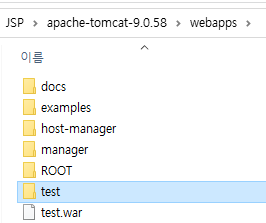 JSP > apache-tomcat-9.0.58 > webapps >
이름
docs
examples
host-manager
manager
ROOT
test
test.war